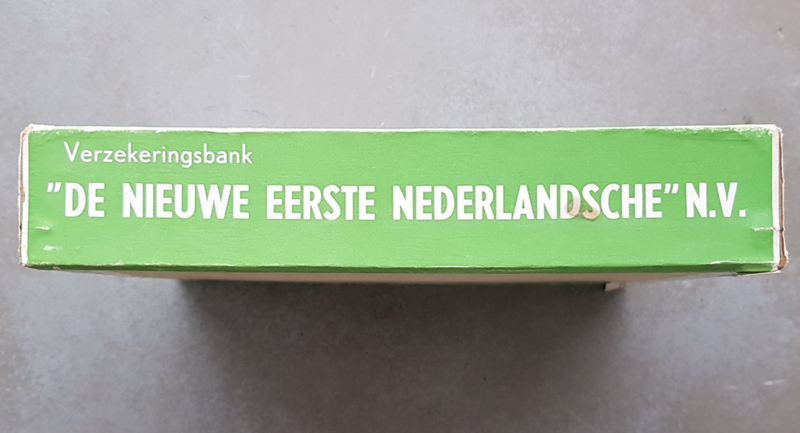 Verzekeringsbank
"DE NIEUWE EERSTE NEDERLANDSCHE" N.V.